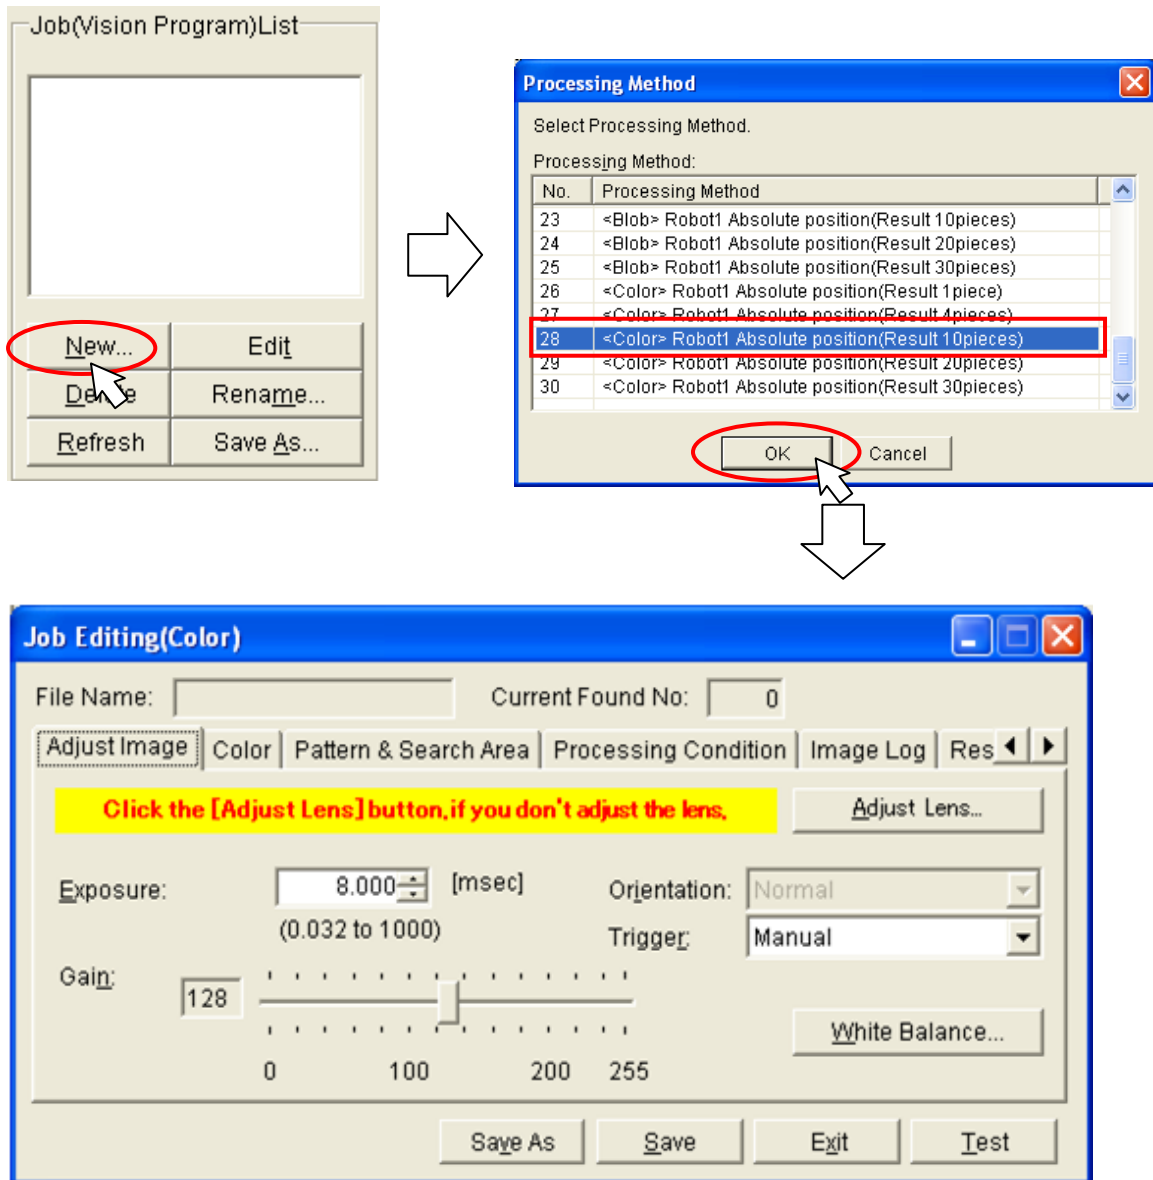 Job(Vision Program)List
New...
Edit
Delete
Rename...
Refresh
Save As...
Processing Method
Select Processing Method.
Processing Method:
No. Processing Method
23 <Blob> Robot1 Absolute position(Result 10pieces)
24 <Blob> Robot1 Absolute position(Result 20pieces)
25 <Blob> Robot1 Absolute position(Result 30pieces)
26 <Color> Robot1 Absolute position(Result 1piece)
27 <Color> Robot1 Absolute position(Result 4pieces)
28 <Color> Robot1 Absolute position(Result 10pieces)
29 <Color> Robot1 Absolute position(Result 20pieces)
30 <Color> Robot1 Absolute position(Result 30pieces)
OK
Cancel
Job Editing(Color)
File Name:
Current Found No: 0
Adjust Image Color Pattern & Search Area Processing Condition Image Log Res
Click the [Adjust Lens] button, if you don't adjust the lens,
Adjust Lens...
Exposure: 8.000 [msec]
(0.032 to 1000)
Orientation: Normal
Trigger: Manual
Gain: 128
0 100 200 255
White Balance...
Save As
Save
Exit
Test